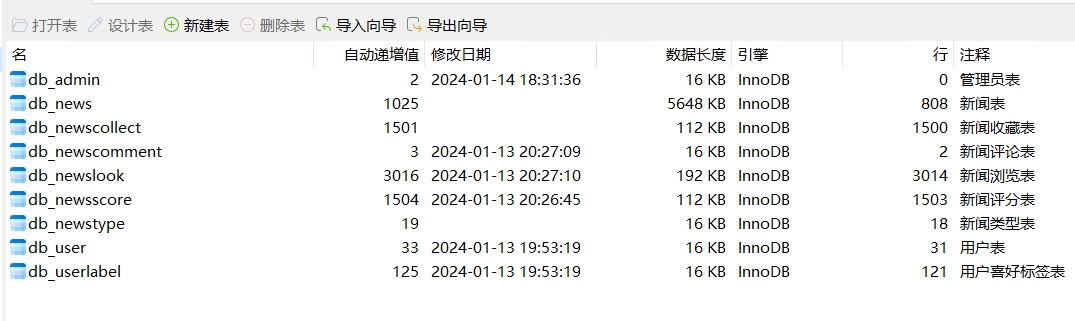 打开表 设计表 新建表 删除表 导入向导 导出向导
名 自动递增值 修改日期 数据长度 引擎 行 注释
db_admin 2 2024-01-14 18:31:36 16 KB InnoDB 0 管理员表
db_news 1025 5648 KB InnoDB 808 新闻表
db_newscollect 1501 112 KB InnoDB 1500 新闻收藏表
db_newscomment 3 2024-01-13 20:27:09 16 KB InnoDB 2 新闻评论表
db_newslook 3016 2024-01-13 20:27:10 192 KB InnoDB 3014 新闻浏览表
db_newsscore 1504 2024-01-13 20:26:45 112 KB InnoDB 1503 新闻评分表
db_newstype 19 16 KB InnoDB 18 新闻类型表
db_user 33 2024-01-13 19:53:19 16 KB InnoDB 31 用户表
db_userlabel 125 2024-01-13 19:53:19 16 KB InnoDB 121 用户喜好标签表